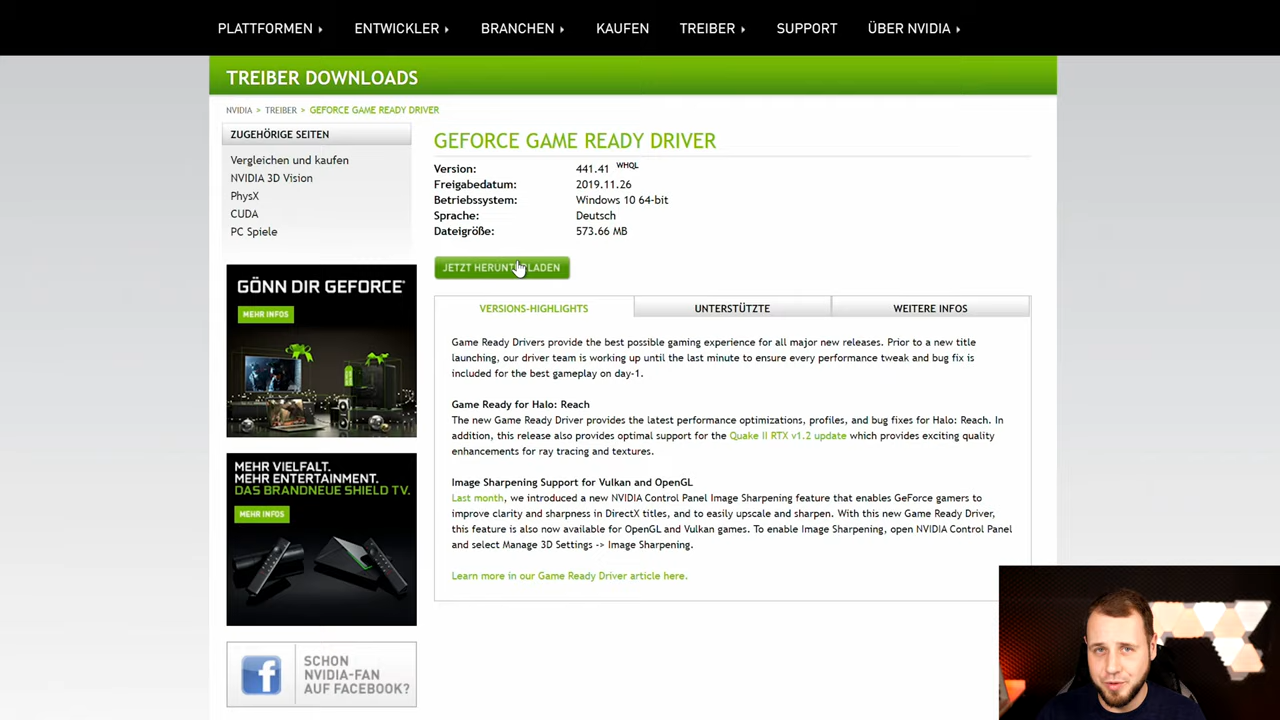 PLATTFORMEN ENTWICKLER BRANCHEN KAUFEN TREIBER SUPPORT ÜBER NVIDIA
TREIBER DOWNLOADS
NVIDIA > TREIBER > GEFORCE GAME READY DRIVER
ZUGEHÖRIGE SEITEN
Vergleichen und kaufen
NVIDIA 3D Vision
PhysX
CUDA
PC Spiele
GÖNN DIR GEFORCE*
MEHR INFOS
MEHR VIELFALT.
MEHR ENTERTAINMENT.
DAS BRANDNEUE SHIELD TV.
MEHR INFOS
SCHON
NVIDIA-FAN
AUF FACEBOOK?
GEFORCE GAME READY DRIVER
Version: 441.41 WHQL
Freigabedatum: 2019.11.26
Betriebssystem: Windows 10 64-bit
Sprache: Deutsch
Dateigröße: 573.66 MB
JETZT HERUNTERLADEN
VERSIONS-HIGHLIGHTS UNTERSTÜTZTE WEITERE INFOS
Game Ready Drivers provide the best possible gaming experience for all major new releases. Prior to a new title
launching, our driver team is working up until the last minute to ensure every performance tweak and bug fix is
included for the best gameplay on day-1.
Game Ready for Halo: Reach
The new Game Ready Driver provides the latest performance optimizations, profiles, and bug fixes for Halo: Reach. In
addition, this release also provides optimal support for the Quake II RTX v1.2 update which provides exciting quality
enhancements for ray tracing and textures.
Image Sharpening Support for Vulkan and OpenGL
Last month, we introduced a new NVIDIA Control Panel Image Sharpening feature that enables GeForce gamers to
improve clarity and sharpness in DirectX titles, and to easily upscale and sharpen. With this new Game Ready Driver,
this feature is also now available for OpenGL and Vulkan games. To enable Image Sharpening, open NVIDIA Control Panel
and select Manage 3D Settings -> Image Sharpening.
Learn more in our Game Ready Driver article here.